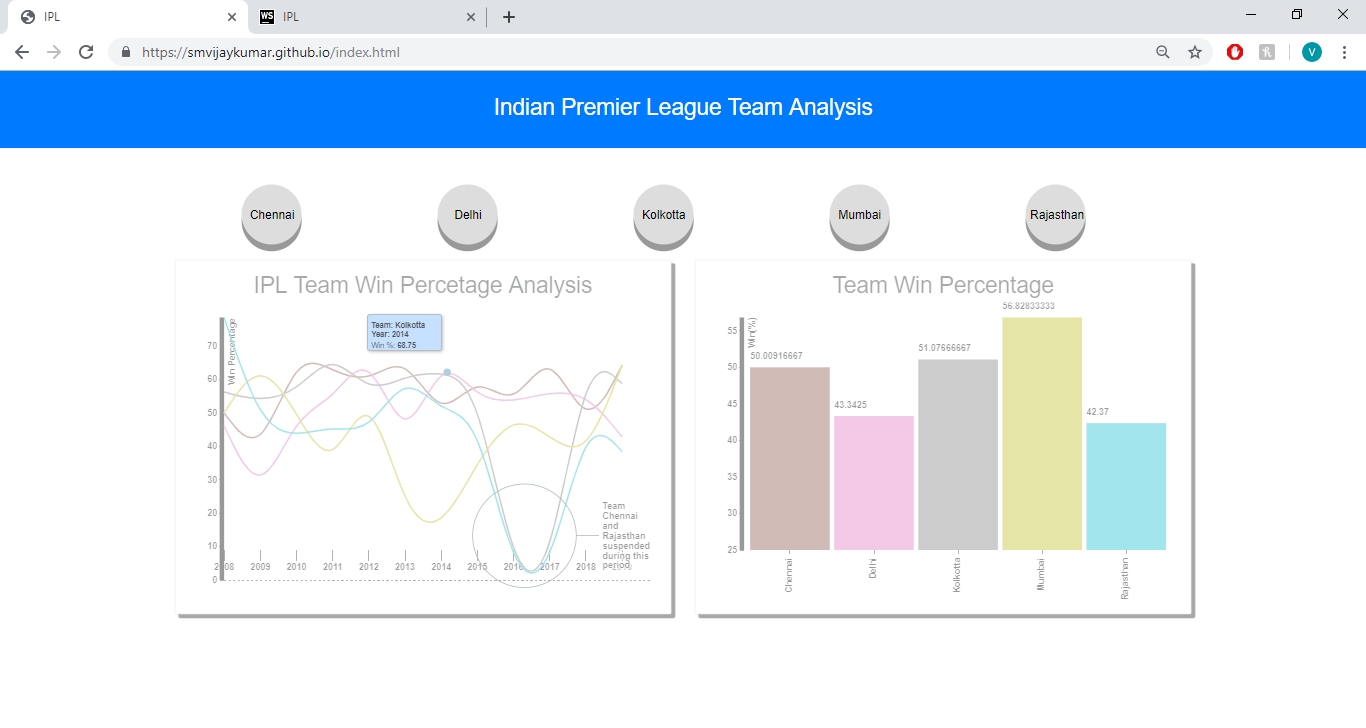 IPL
WS
IPL
https://smvijaykumar.github.io/index.html
V
Indian Premier League Team Analysis
Chennai
Delhi
Kolkotta
Mumbai
Rajasthan
IPL Team Win Percetage Analysis
Win Percentage
70
60
50
40
30
20
10
0
Team: Kolkotta
Year: 2014
Win %: 68.75
Team
Chennai
and
Rajasthan
suspended
during this
period
2008 2009 2010 2011 2012 2013 2014 2015 2016 2017 2018 2019
Team Win Percentage
Win(%)
55
50
45
40
35
30
25
50.00916667
43.3425
51.07666667
56.82833333
42.37
Chennai
Delhi
Kolkotta
Mumbai
Rajasthan